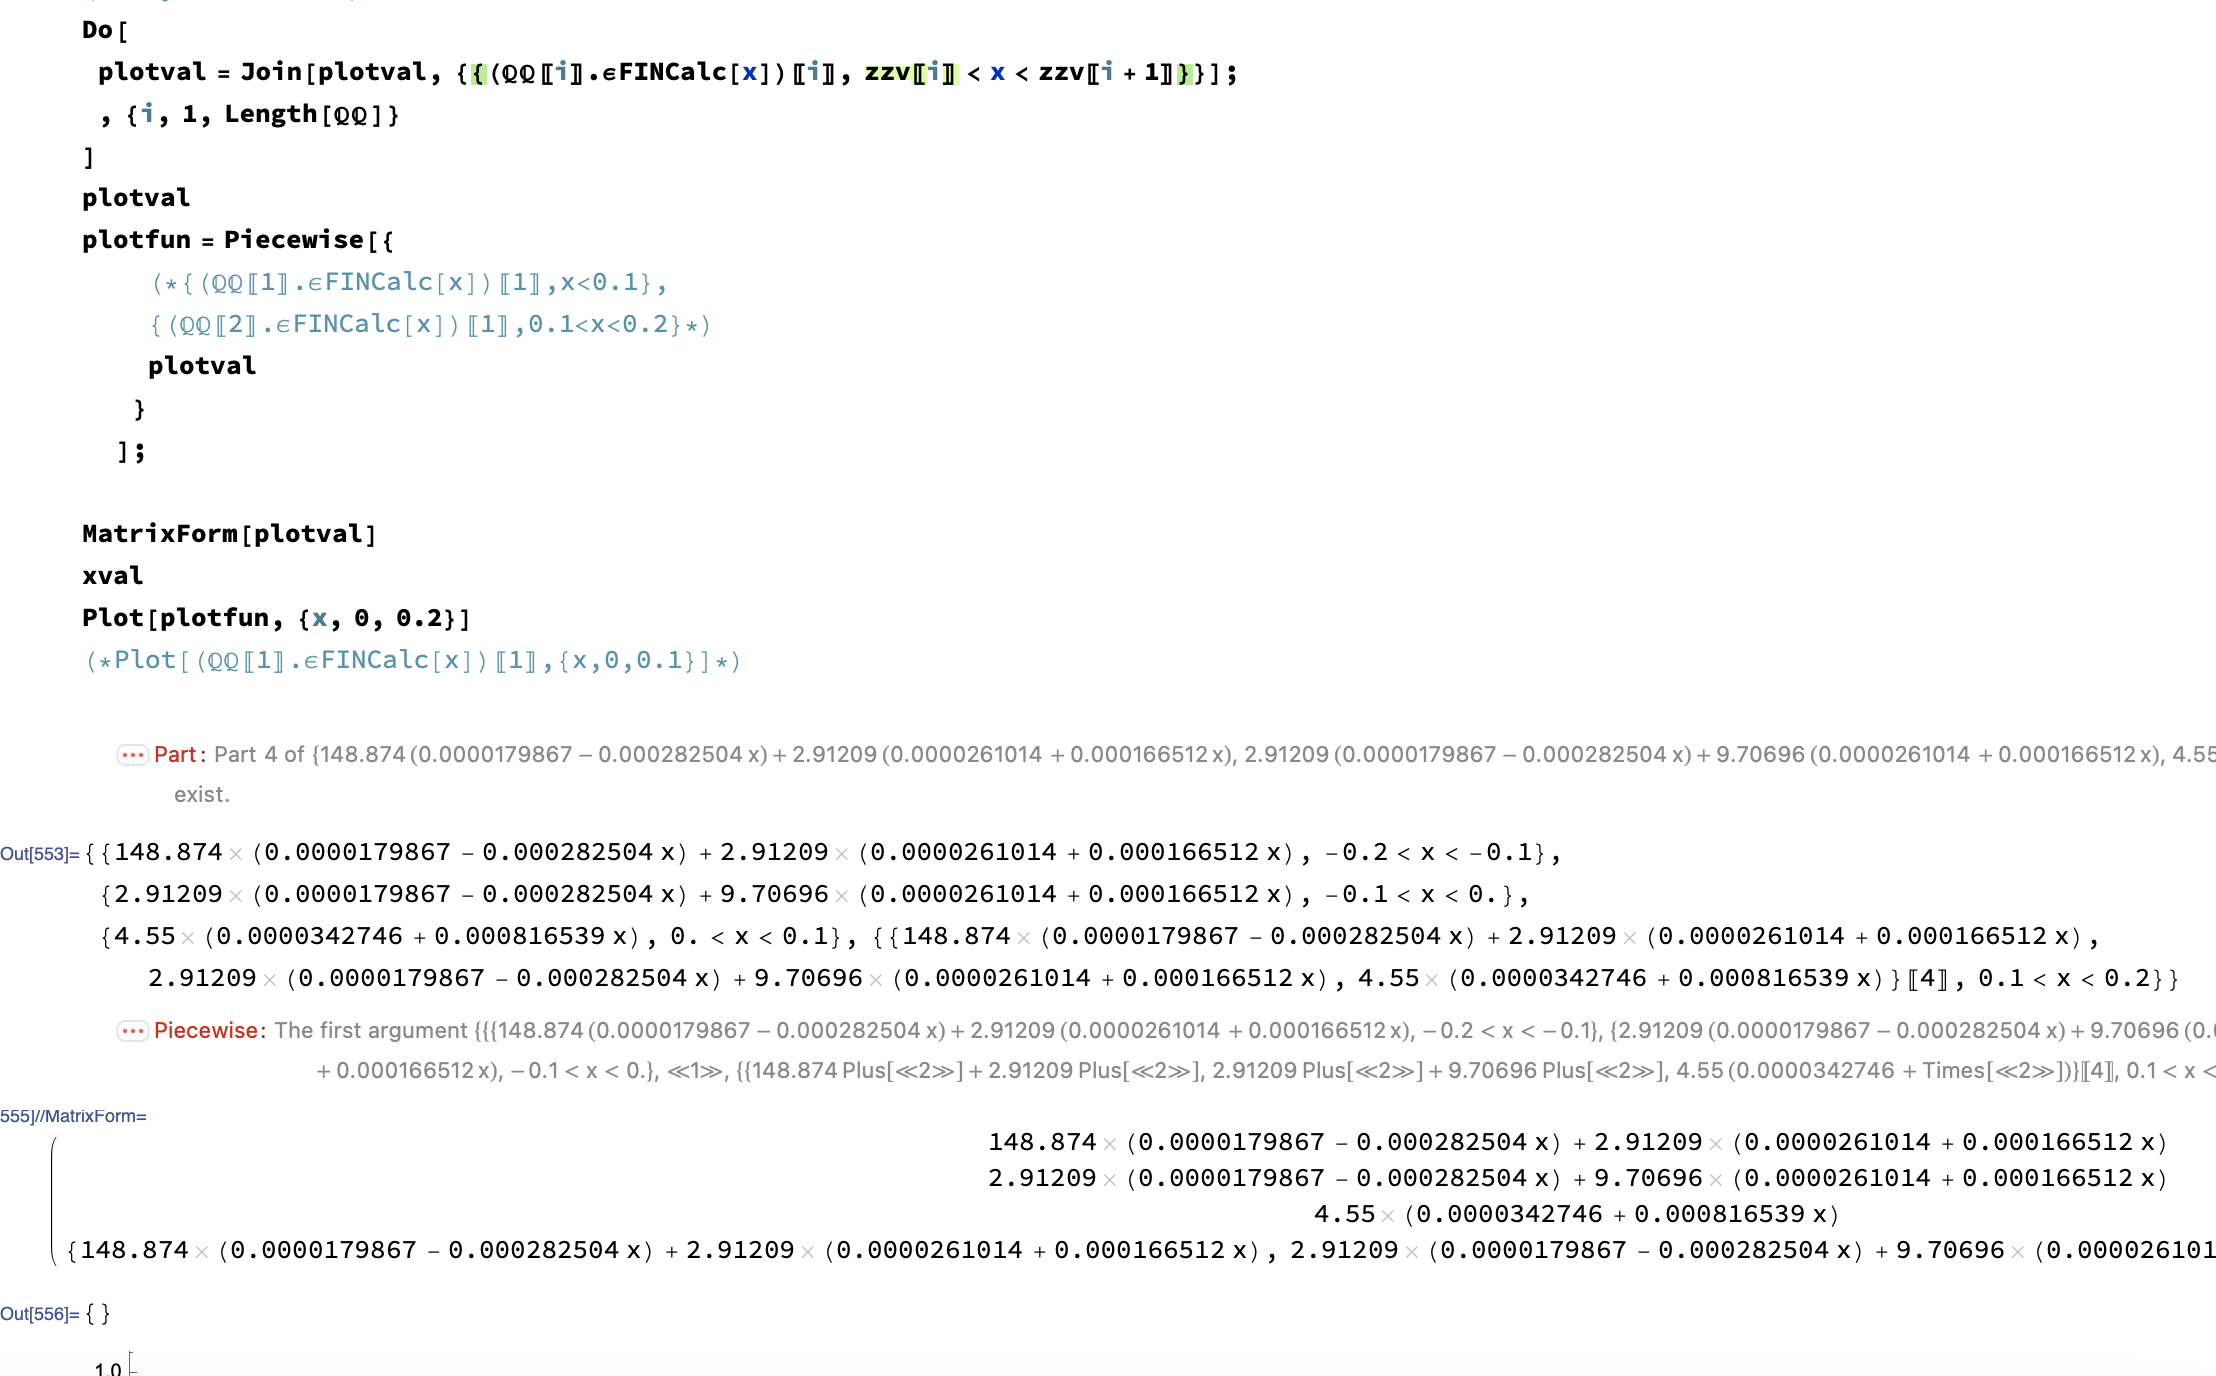 Do[
plotval = Join[plotval, {{(ℚℚ〚i〛.ϵFINCalc[x])〚i〛, zzv〚i〛 < x < zzv〚i + 1〛}}];
, {i, 1, Length[ℚℚ]}
]
plotval
plotfun = Piecewise[{
(*{(ℚℚ〚1〛.ϵFINCalc[x])〚1〛,x<0.1},
{(ℚℚ〚2〛.ϵFINCalc[x])〚1〛,0.1<x<0.2}*)
plotval
}
];
MatrixForm[plotval]
xval
Plot[plotfun, {x, 0, 0.2}]
(*Plot[(ℚℚ〚1〛.ϵFINCalc[x])〚1〛,{x,0,0.1}]*)
Part: Part 4 of {148.874 (0.0000179867 − 0.000282504 x) + 2.91209 (0.0000261014 + 0.000166512 x), 2.91209 (0.0000179867 − 0.000282504 x) + 9.70696 (0.0000261014 + 0.000166512 x), 4.55
exist.
Out[553]= {{148.874 × (0.0000179867 − 0.000282504 x) + 2.91209 × (0.0000261014 + 0.000166512 x), −0.2 < x < −0.1},
{2.91209 × (0.0000179867 − 0.000282504 x) + 9.70696 × (0.0000261014 + 0.000166512 x), −0.1 < x < 0.},
{4.55 × (0.0000342746 + 0.000816539 x), 0. < x < 0.1}, {{148.874 × (0.0000179867 − 0.000282504 x) + 2.91209 × (0.0000261014 + 0.000166512 x),
2.91209 × (0.0000179867 − 0.000282504 x) + 9.70696 × (0.0000261014 + 0.000166512 x), 4.55 × (0.0000342746 + 0.000816539 x)}〚4〛, 0.1 < x < 0.2}}
Piecewise: The first argument {{{148.874 (0.0000179867 − 0.000282504 x) + 2.91209 (0.0000261014 + 0.000166512 x), −0.2 < x < −0.1}, {2.91209 (0.0000179867 − 0.000282504 x) + 9.70696 (0.0
+ 0.000166512 x), −0.1 < x < 0.}, ≪1≫, {{148.874 Plus[≪2≫] + 2.91209 Plus[≪2≫], 2.91209 Plus[≪2≫] + 9.70696 Plus[≪2≫], 4.55 (0.0000342746 + Times[≪2≫])}〚4〛, 0.1 < x <
555]//MatrixForm=
148.874 × (0.0000179867 − 0.000282504 x) + 2.91209 × (0.0000261014 + 0.000166512 x)
2.91209 × (0.0000179867 − 0.000282504 x) + 9.70696 × (0.0000261014 + 0.000166512 x)
4.55 × (0.0000342746 + 0.000816539 x)
{148.874 × (0.0000179867 − 0.000282504 x) + 2.91209 × (0.0000261014 + 0.000166512 x), 2.91209 × (0.0000179867 − 0.000282504 x) + 9.70696 × (0.00002610​1
Out[556]= {}
1.0